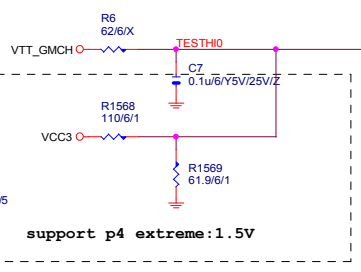 R6
62/6/X
VTT_GMCH
TESTHI0
C7
0.1u/6/Y5V/25V/Z
R1568
110/6/1
VCC3
R1569
61.9/6/1
/5
support p4 extreme:1.5V